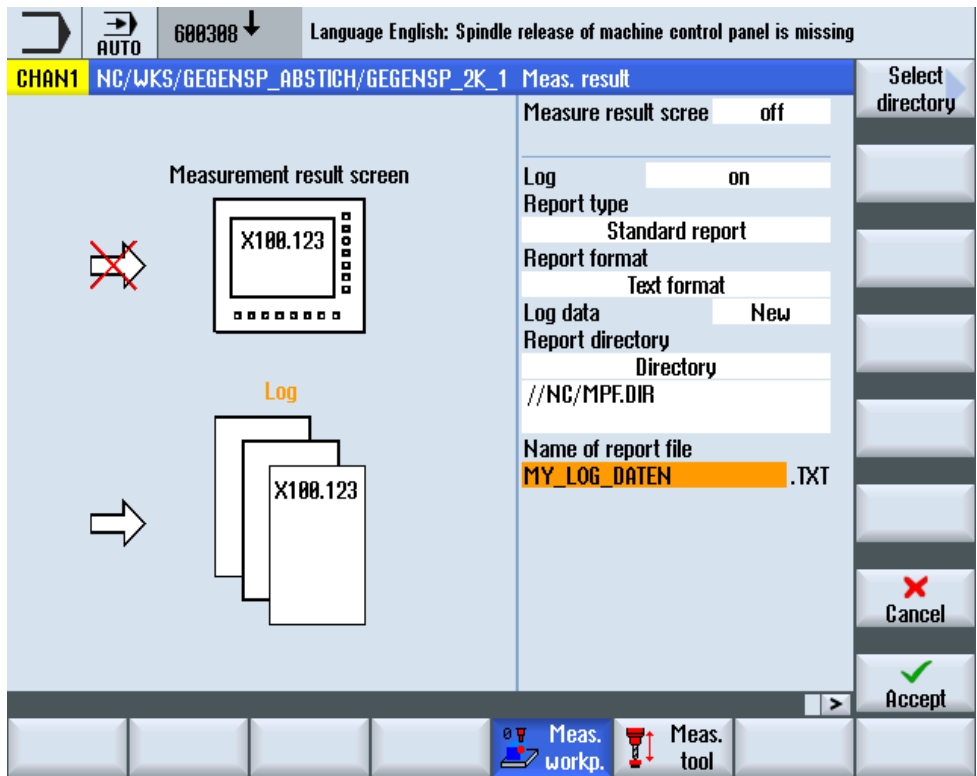 AUTO
600308
Language English: Spindle release of machine control panel is missing
CHAN1
NC/WKS/GEGENSP_ABSTICH/GEGENSP_2K_1
Meas. result
Select
directory
Measurement result screen
X100.123
Log
X100.123
Measure result scree
off
Log
on
Report type
Standard report
Report format
Text format
Log data
New
Report directory
Directory
//NC/MPF.DIR
Name of report file
MY_LOG_DATEN
.TXT
Cancel
Accept
>
0
Meas.
workp.
Meas.
tool